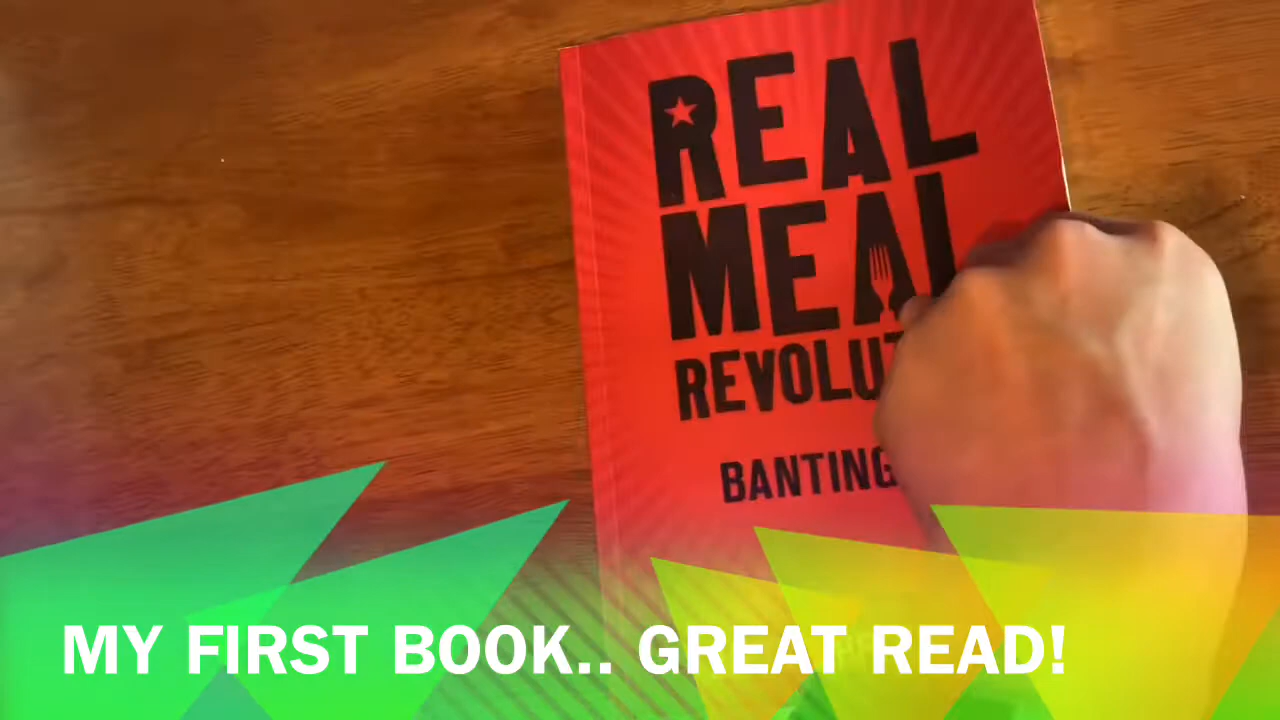 REAL
MEAL
REVOLUT
BANTING
MY FIRST BOOK.. GREAT READ!